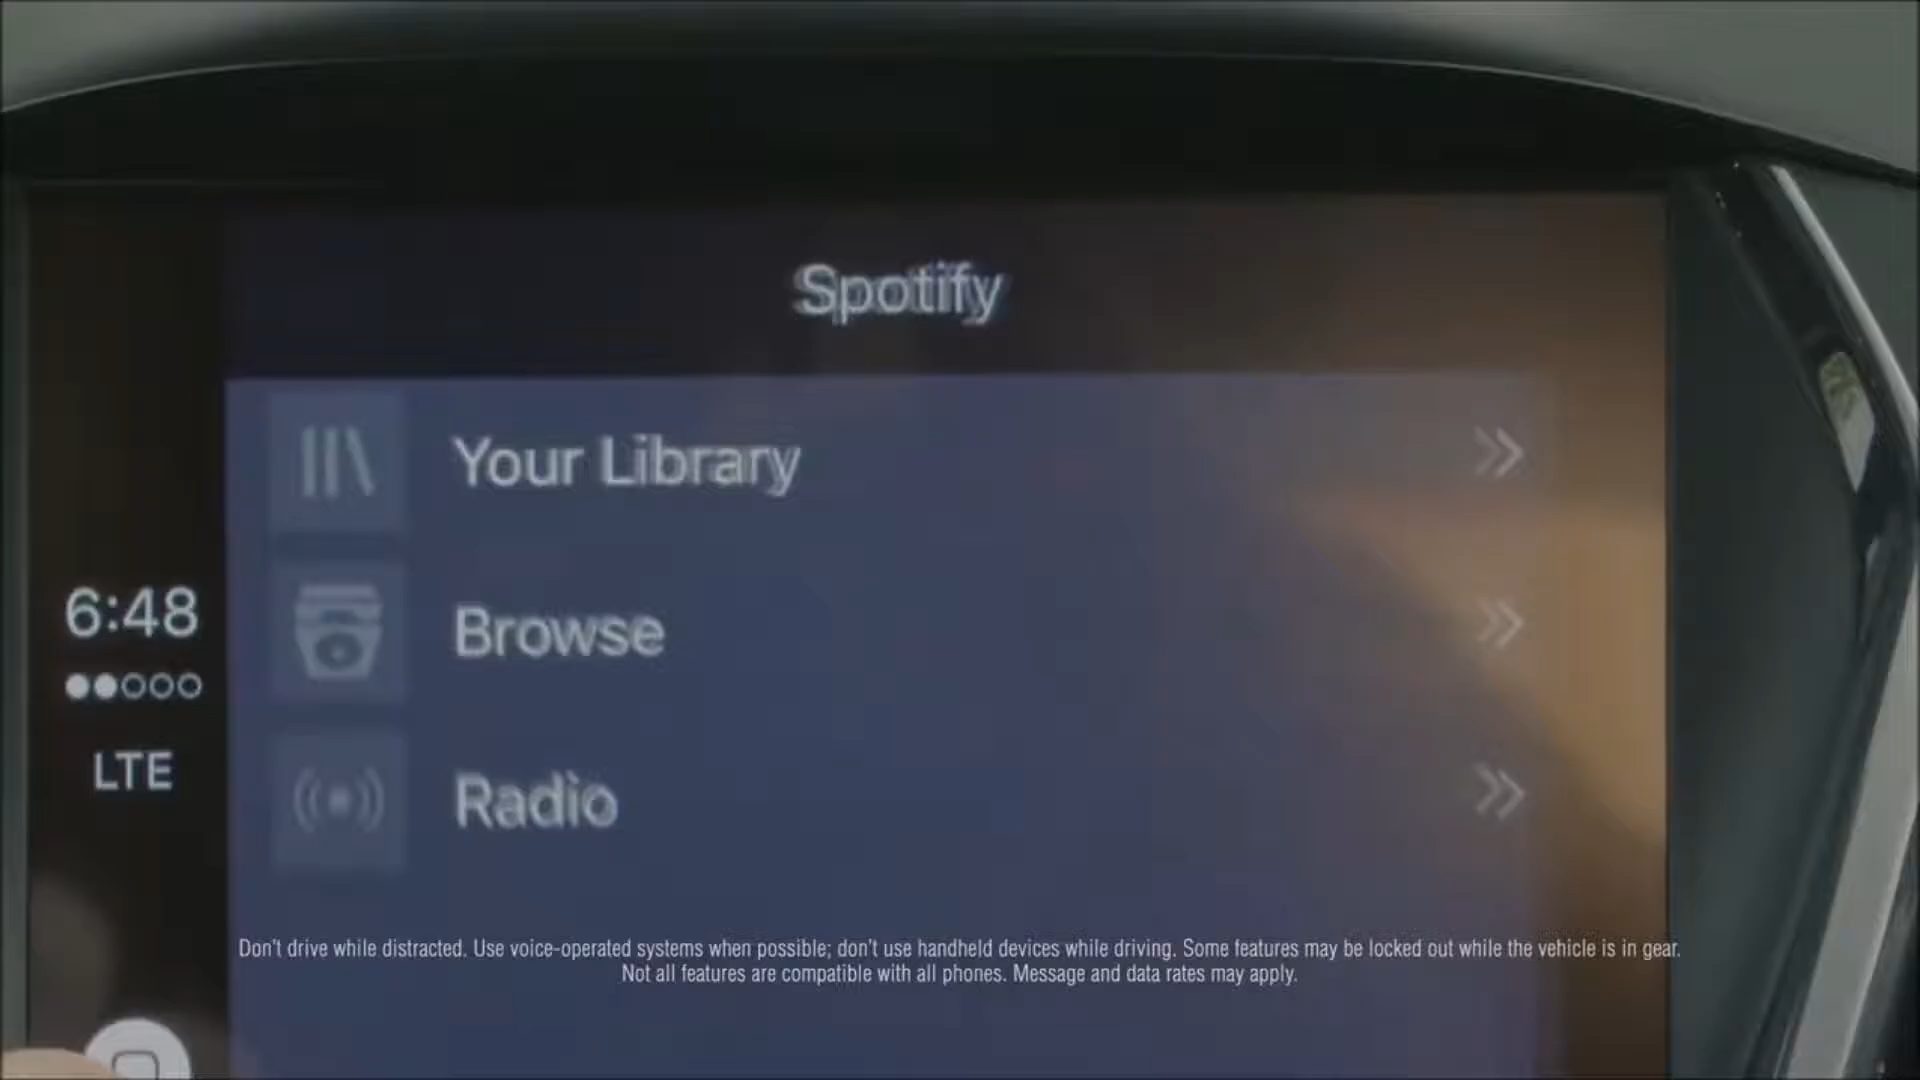 Spotify
Your Library
Browse
6:48
LTE
Radio
Don't drive while distracted. Use voice-operated systems when possible; don't use handheld devices while driving. Some features may be locked out while the vehicle is in gear.
Not all features are compatible with all phones. Message and data rates may apply.